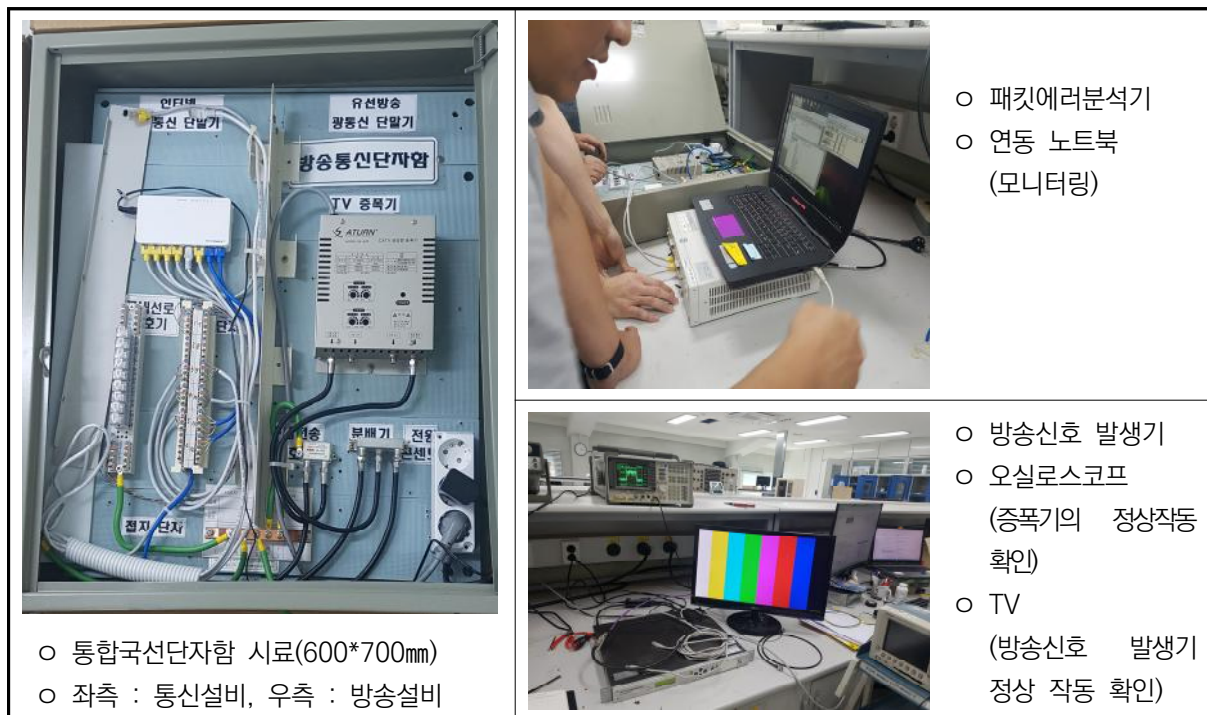 인터넷
통신 단말기
유선방송
광통신 단말기
방송통신단자함
TV 증폭기
ATURN
분배기
전원
접지 단자
ㅇ 통합국선단자함 시료(600*700㎜)
ㅇ 좌측 : 통신설비, 우측 : 방송설비
ㅇ 패킷에러분석기
ㅇ 연동 노트북
(모니터링)
ㅇ 방송신호 발생기
ㅇ 오실로스코프
(증폭기의 정상작동
확인)
ㅇ TV
(방송신호 발생기
정상 작동 확인)